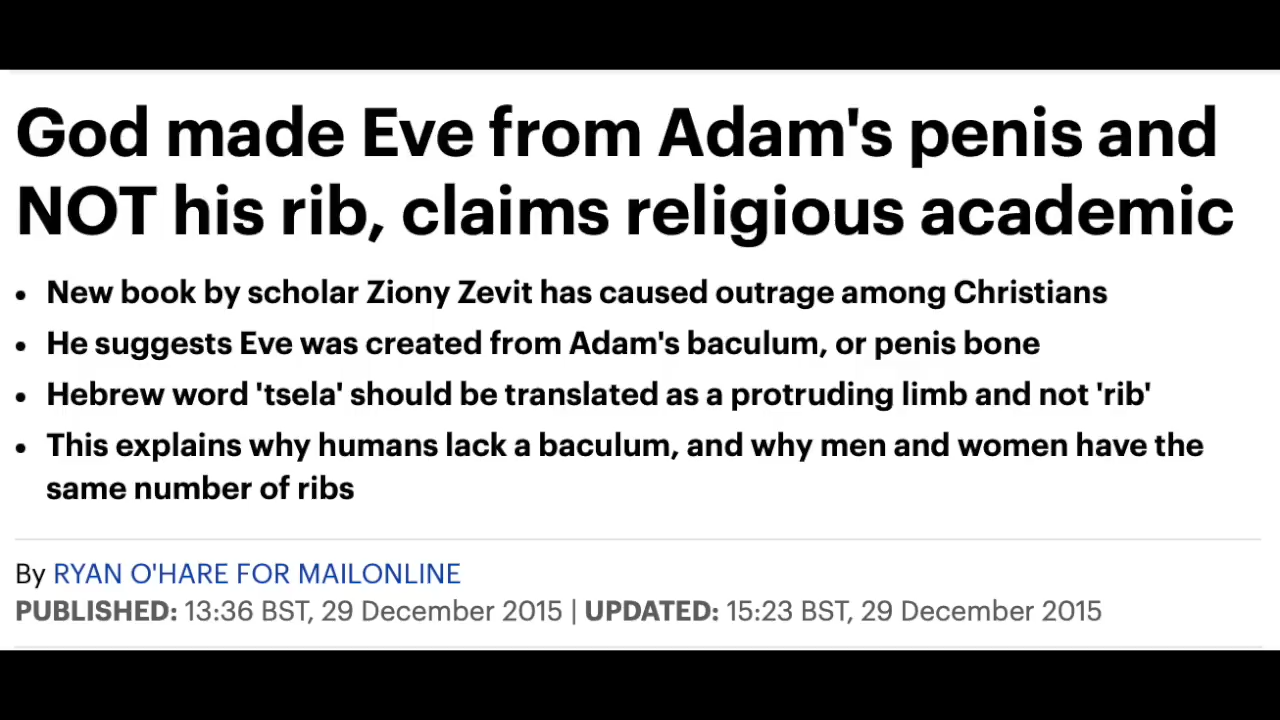 God made Eve from Adam's penis and
NOT his rib, claims religious academic
• New book by scholar Ziony Zevit has caused outrage among Christians
• He suggests Eve was created from Adam's baculum, or penis bone
• Hebrew word 'tsela' should be translated as a protruding limb and not 'rib'
• This explains why humans lack a baculum, and why men and women have the
same number of ribs
By RYAN O'HARE FOR MAILONLINE
PUBLISHED: 13:36 BST, 29 December 2015 | UPDATED: 15:23 BST, 29 December 2015